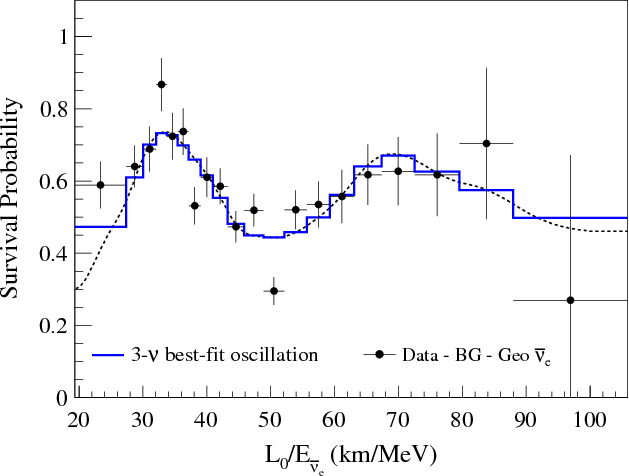 Survival Probability
1
0.8
0.6
0.4
0.2
0
3-ν best-fit oscillation
Data - BG - Geo ν̅e
20 30 40 50 60 70 80 90 100
L0/Eν̅e (km/MeV)